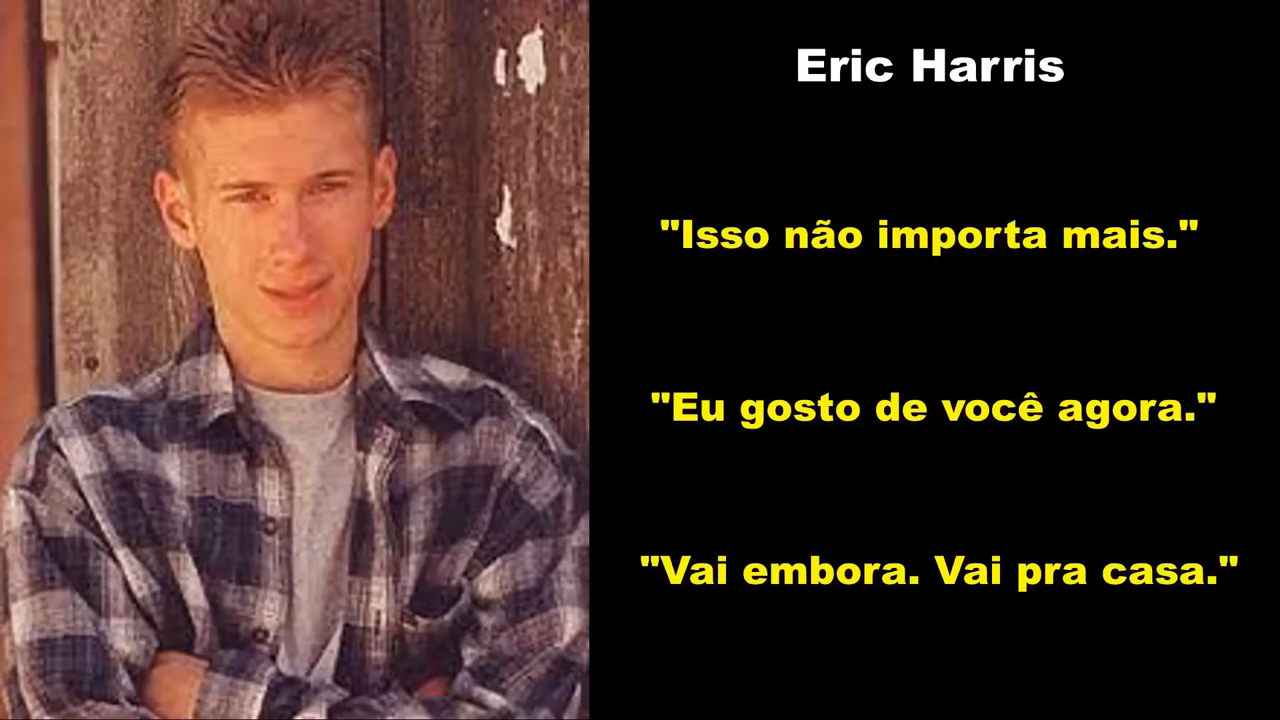 Eric Harris
"Isso não importa mais."
"Eu gosto de você agora."
"Vai embora. Vai pra casa."